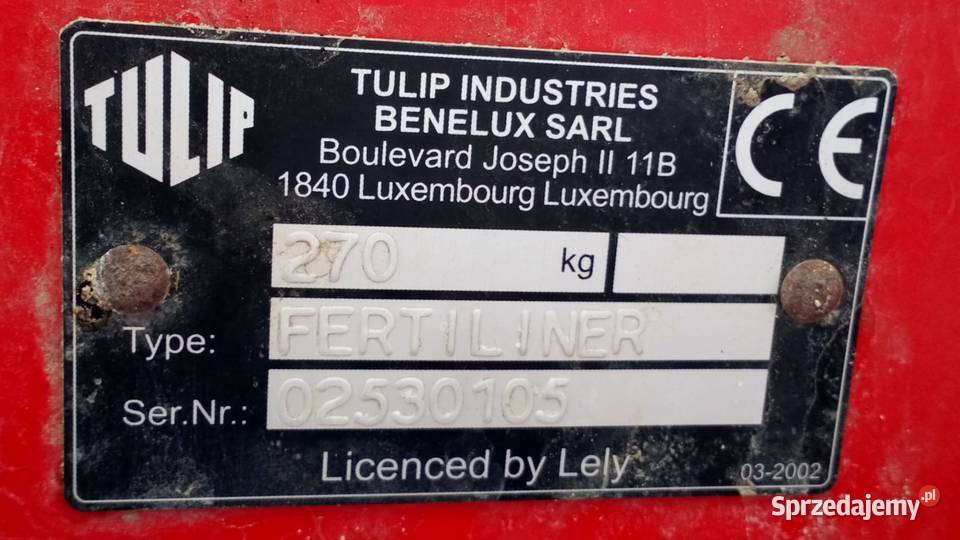 TULIP
TULIP INDUSTRIES
BENELUX SARL
Boulevard Joseph II 11B
1840 Luxembourg Luxembourg
CE
270 kg
Type: FERTILINER
Ser.Nr.: 02530105
Licenced by Lely
03-2002
Sprzedajemy.pl